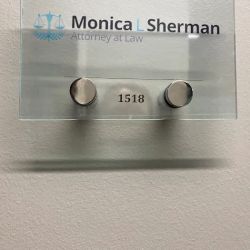 Monica L Sherman
Attorney at Law
1518